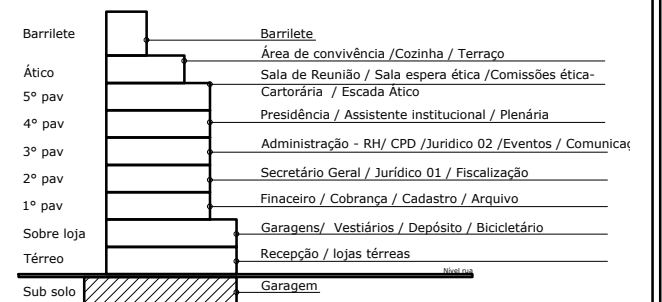 Barrilete
Barrilete
Área de convivência /Cozinha / Terraço
Ático
Sala de Reunião / Sala espera ética /Comissões ética-
Cartorária / Escada Ático
5° pav
Presidência / Assistente institucional / Plenária
4° pav
Administração - RH/ CPD /Juridico 02 /Eventos / Comunicaç
3° pav
Secretário Geral / Jurídico 01 / Fiscalização
2° pav
Finaceiro / Cobrança / Cadastro / Arquivo
1° pav
Garagens/ Vestiários / Depósito / Bicicletário
Sobre loja
Recepção / lojas térreas
Térreo
Nível rua
Garagem
Sub solo